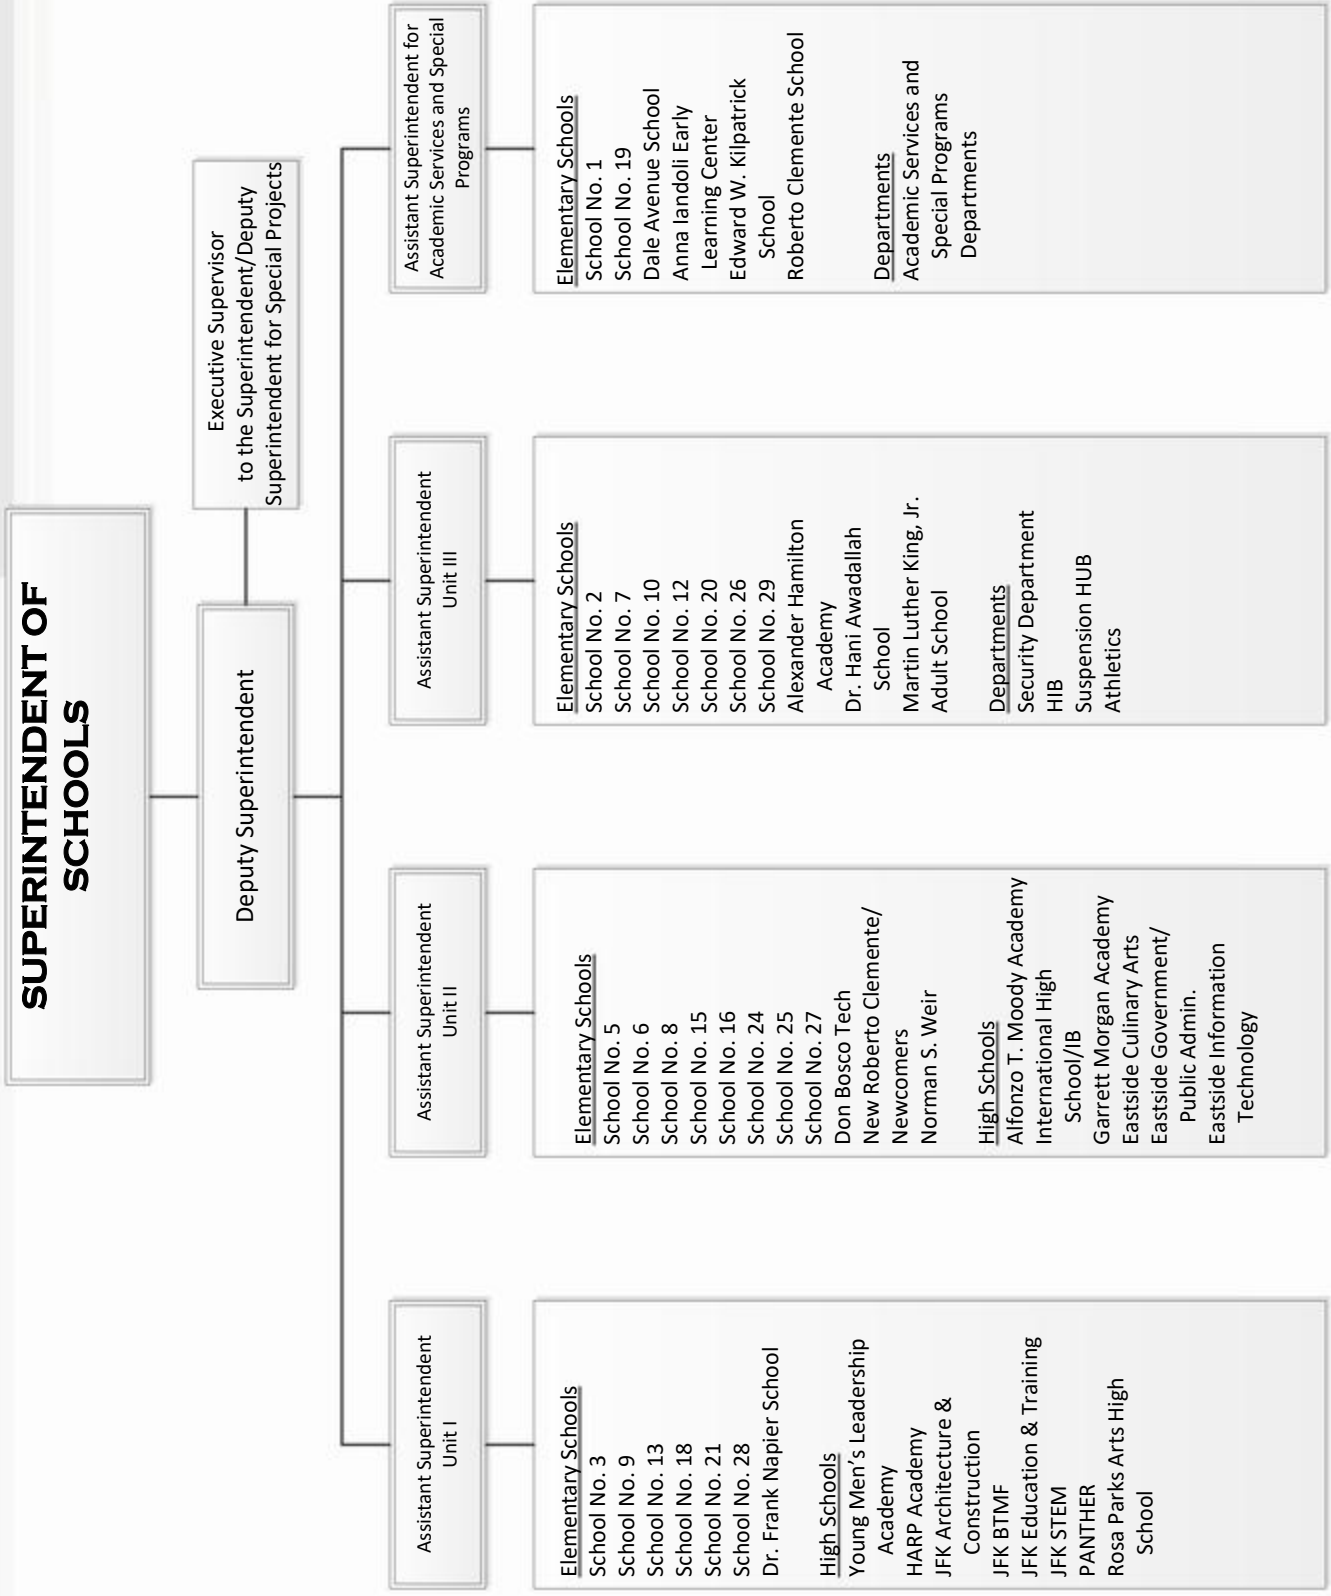 SUPERINTENDENT OF
SCHOOLS
Deputy Superintendent
Executive Supervisor
to the Superintendent/Deputy
Superintendent for Special Projects
Assistant Superintendent
Unit I
Elementary Schools
School No. 3
School No. 9
School No. 13
School No. 18
School No. 21
School No. 28
Dr. Frank Napier School
High Schools
Young Men’s Leadership
Academy
HARP Academy
JFK Architecture &
Construction
JFK BTMF
JFK Education & Training
JFK STEM
PANTHER
Rosa Parks Arts High
School
Assistant Superintendent
Unit II
Elementary Schools
School No. 5
School No. 6
School No. 8
School No. 15
School No. 16
School No. 24
School No. 25
School No. 27
Don Bosco Tech
New Roberto Clemente/
Newcomers
Norman S. Weir
High Schools
Alfonzo T. Moody Academy
International High
School/IB
Garrett Morgan Academy
Eastside Culinary Arts
Eastside Government/
Public Admin.
Eastside Information
Technology
Assistant Superintendent
Unit III
Elementary Schools
School No. 2
School No. 7
School No. 10
School No. 12
School No. 20
School No. 26
School No. 29
Alexander Hamilton
Academy
Dr. Hani Awadallah
School
Martin Luther King, Jr.
Adult School
Departments
Security Department
HIB
Suspension HUB
Athletics
Assistant Superintendent for
Academic Services and Special
Programs
Elementary Schools
School No. 1
School No. 19
Dale Avenue School
Anna Iandoli Early
Learning Center
Edward W. Kilpatrick
School
Roberto Clemente School
Departments
Academic Services and
Special Programs
Departments